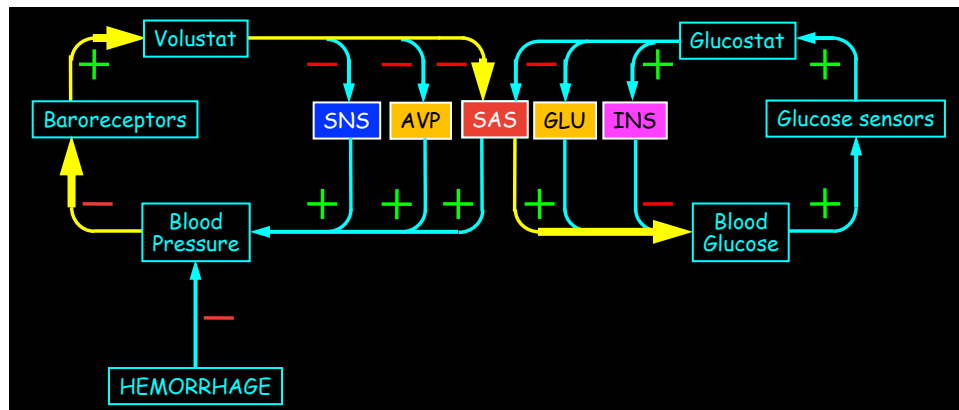 Volustat
Glucostat
Baroreceptors
SNS
AVP
SAS
GLU
INS
Glucose sensors
Blood
Pressure
Blood
Glucose
HEMORRHAGE